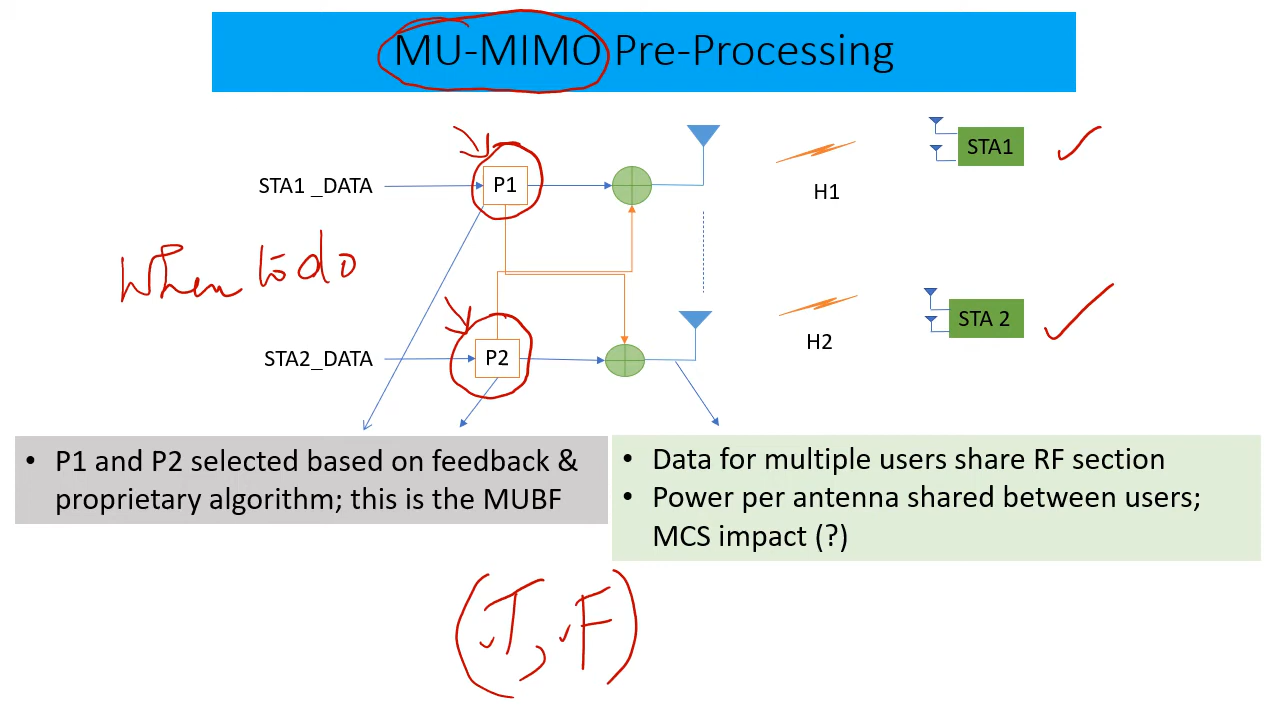 MU-MIMO Pre-Processing
STA1
STA1 _DATA
P1
H1
When to do
STA 2
H2
STA2_DATA
P2
• P1 and P2 selected based on feedback &
proprietary algorithm; this is the MUBF
• Data for multiple users share RF section
• Power per antenna shared between users;
MCS impact (?)
(T, F)